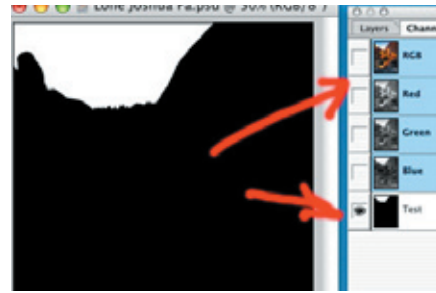 Lone Joshua Pa.psd @ 50% (RGB/8*)
Layers
Chann
RGB
Red
Green
Blue
Test